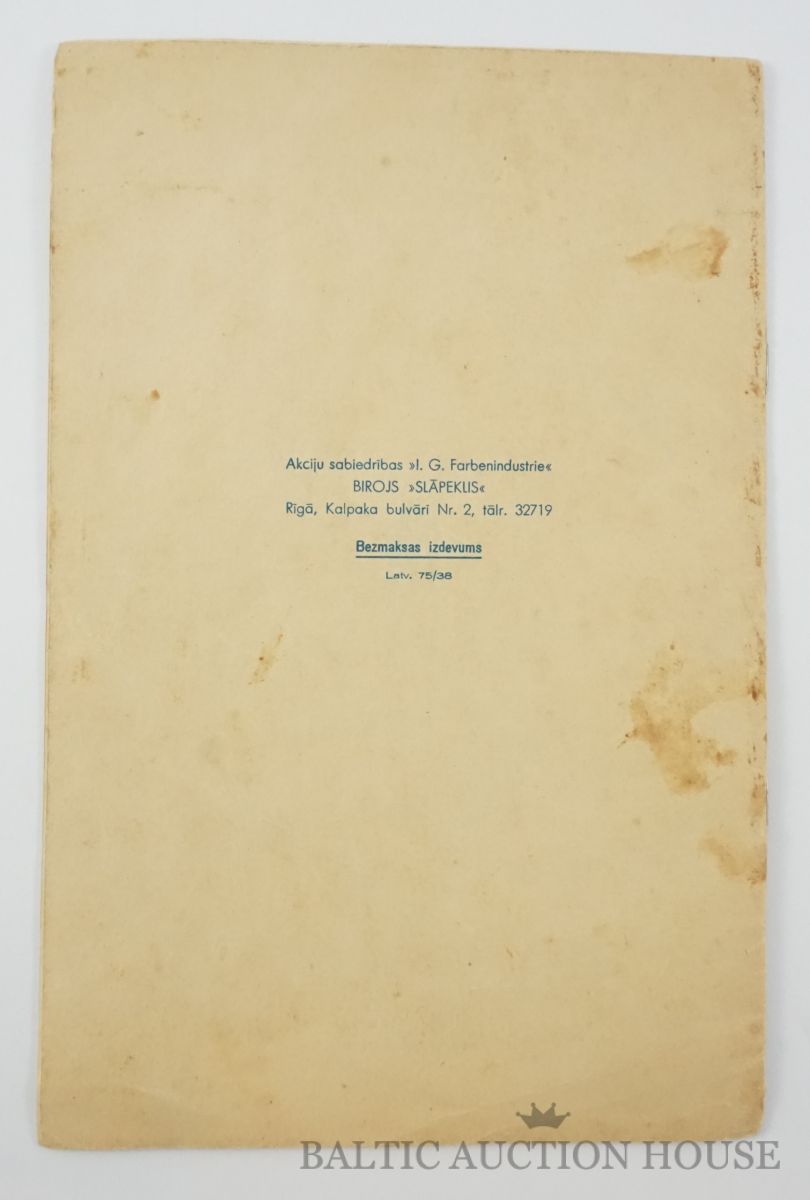 Akciju sabiedrības »I. G. Farbenindustrie«
BIROJS »SLĀPEKLIS«
Rīgā, Kalpaka bulvārī Nr. 2, tālr. 32719
Bezmaksas izdevums
Latv. 75/38
BALTIC AUCTION HOUSE